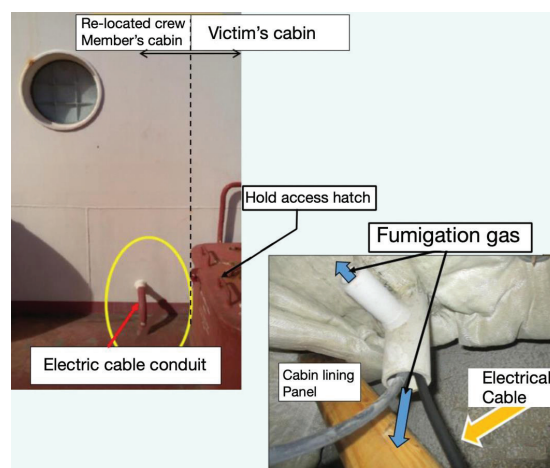 Re-located crew
Member's cabin
Victim's cabin
Hold access hatch
Fumigation gas
Electric cable conduit
Cabin lining
Panel
Electrical
Cable